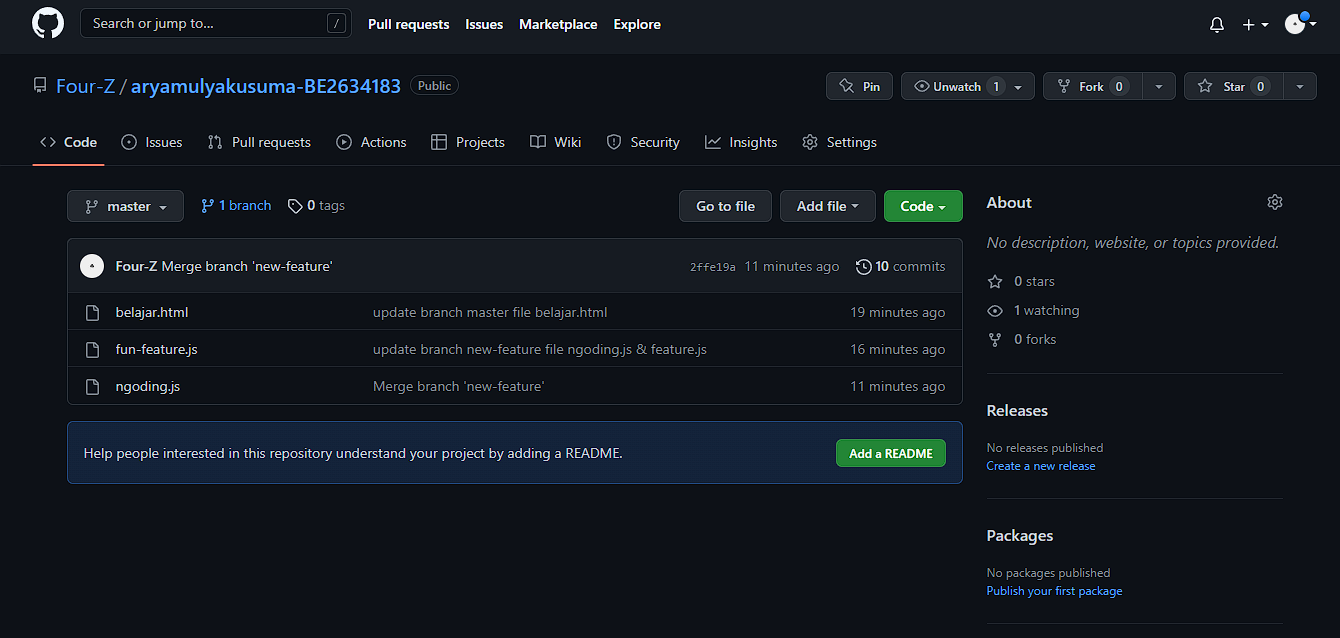 Search or jump to... / Pull requests Issues Marketplace Explore
Four-Z / aryamulyakusuma-BE2634183 Public Pin Unwatch 1 Fork 0 Star 0
Code Issues Pull requests Actions Projects Wiki Security Insights Settings
master 1 branch 0 tags Go to file Add file Code
Four-Z Merge branch 'new-feature' 2ffe19a 11 minutes ago 10 commits
belajar.html update branch master file belajar.html 19 minutes ago
fun-feature.js update branch new-feature file ngoding.js & feature.js 16 minutes ago
ngoding.js Merge branch 'new-feature' 11 minutes ago
Help people interested in this repository understand your project by adding a README. Add a README
About
No description, website, or topics provided.
0 stars
1 watching
0 forks
Releases
No releases published
Create a new release
Packages
No packages published
Publish your first package